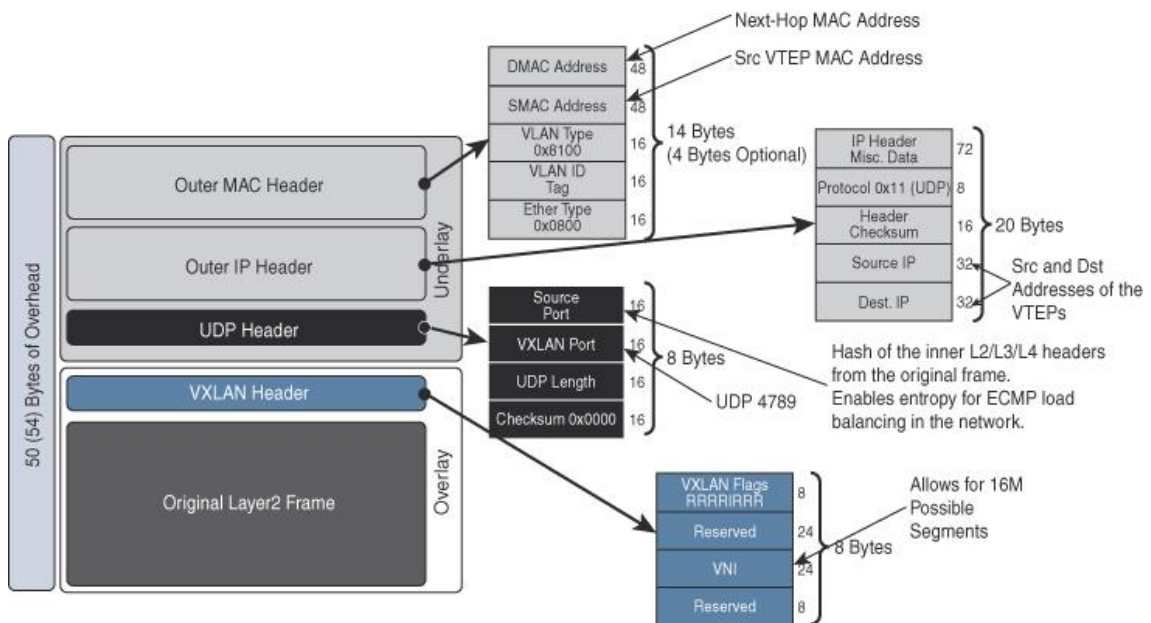 Next-Hop MAC Address
Src VTEP MAC Address
DMAC Address
48
SMAC Address
48
VLAN Type
0x8100
16
VLAN ID
Tag
16
Ether Type
0x0800
16
14 Bytes
(4 Bytes Optional)
IP Header
Misc. Data
72
Protocol 0x11 (UDP)
8
Header
Checksum
16
Source IP
32
Dest. IP
32
20 Bytes
Src and Dst
Addresses of the
VTEPs
50 (54) Bytes of Overhead
Outer MAC Header
Outer IP Header
UDP Header
Underlay
VXLAN Header
Original Layer2 Frame
Overlay
Source
Port
16
VXLAN Port
16
UDP Length
16
Checksum 0x0000
16
8 Bytes
UDP 4789
Hash of the inner L2/L3/L4 headers
from the original frame.
Enables entropy for ECMP load
balancing in the network.
VXLAN Flags
RRRRIRRR
8
Reserved
24
VNI
24
Reserved
8
8 Bytes
Allows for 16M
Possible
Segments